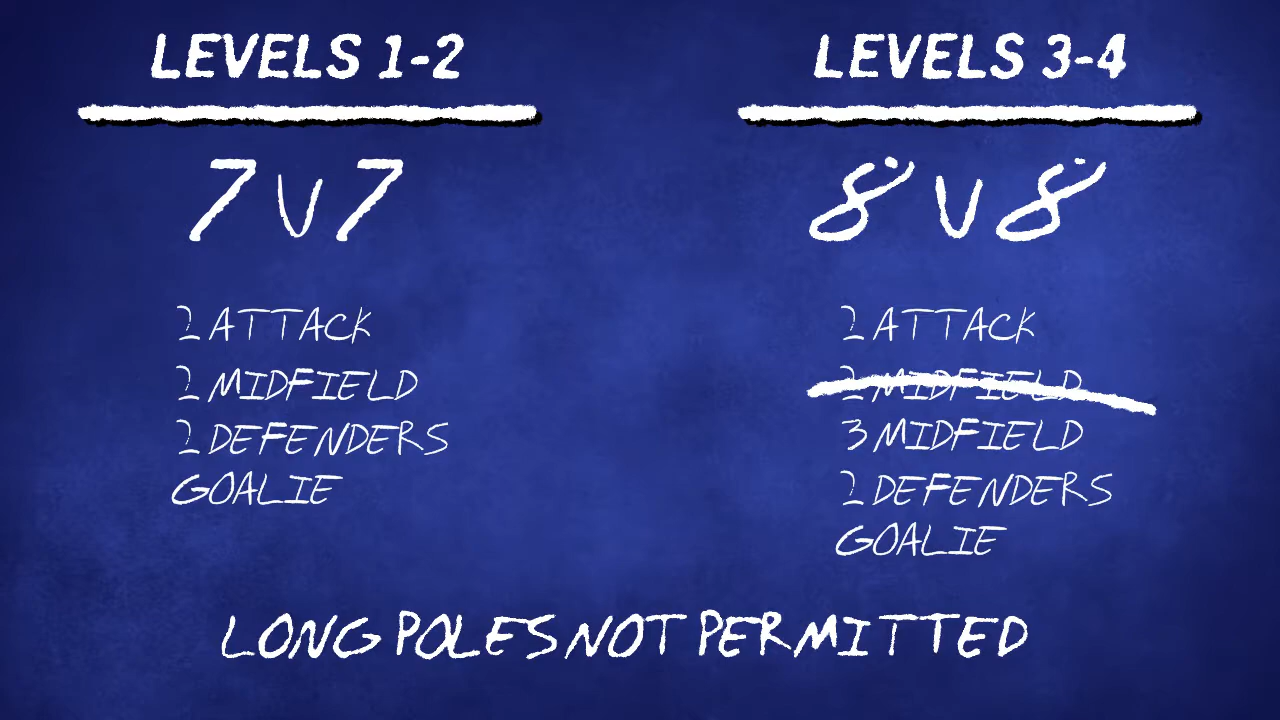 LEVELS 1-2
7 V 7
2 ATTACK
2 MIDFIELD
2 DEFENDERS
GOALIE
LEVELS 3-4
8 V 8
2 ATTACK
2 MIDFIELD
3 MIDFIELD
2 DEFENDERS
GOALIE
LONG POLES NOT PERMITTED